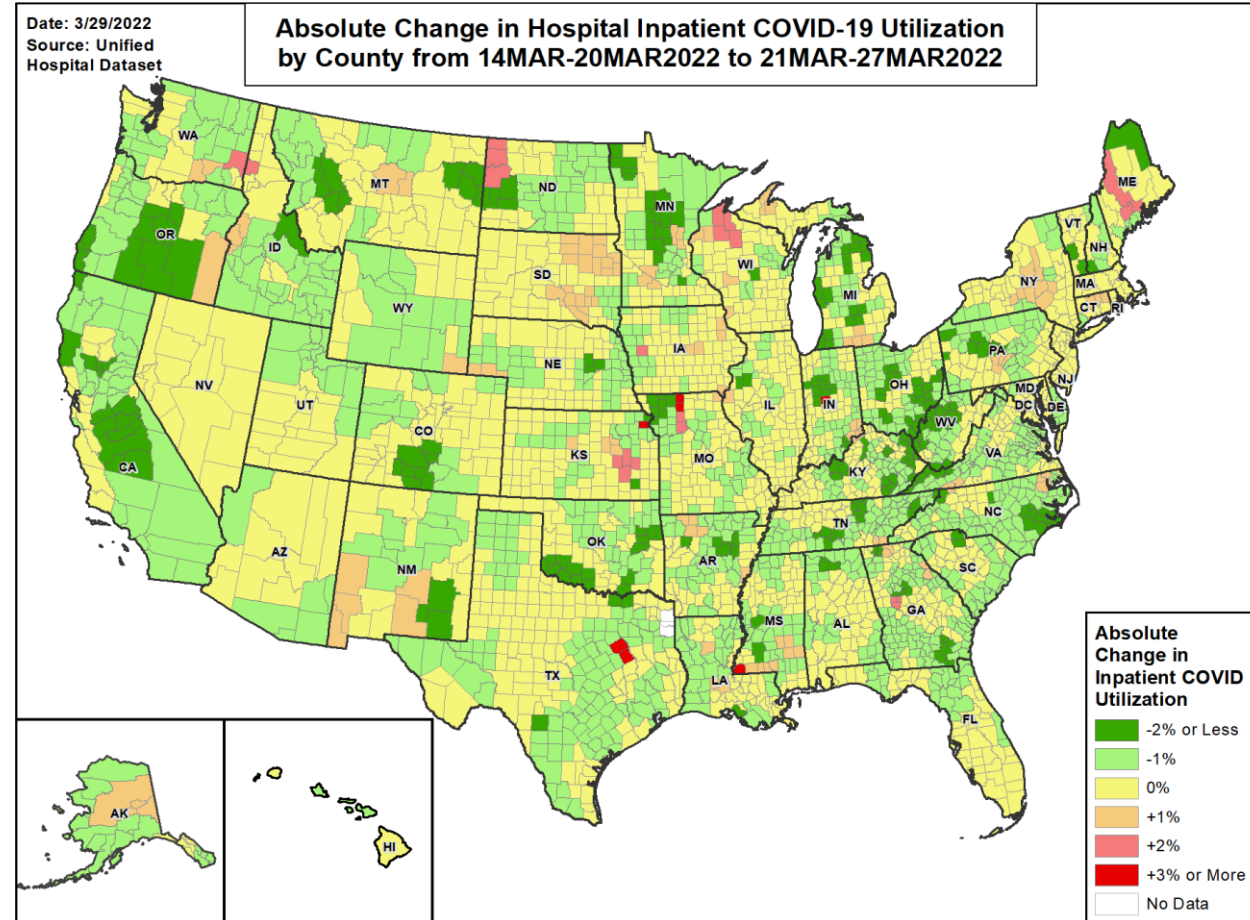 Date: 3/29/2022
Source: Unified
Hospital Dataset
Absolute Change in Hospital Inpatient COVID-19 Utilization
by County from 14MAR-20MAR2022 to 21MAR-27MAR2022
WA
MT
ND
MN
ME
OR
ID
WI
VT
NH
SD
WY
MI
NY
MA
CT
RI
IA
NE
PA
NV
UT
OH
NJ
IL
IN
MD
DE
DC
CO
WV
CA
KS
MO
VA
KY
NC
TN
AZ
OK
NM
AR
SC
MS
AL
GA
TX
LA
FL
AK
HI
Absolute
Change in
Inpatient COVID
Utilization
-2% or Less
-1%
0%
+1%
+2%
+3% or More
No Data